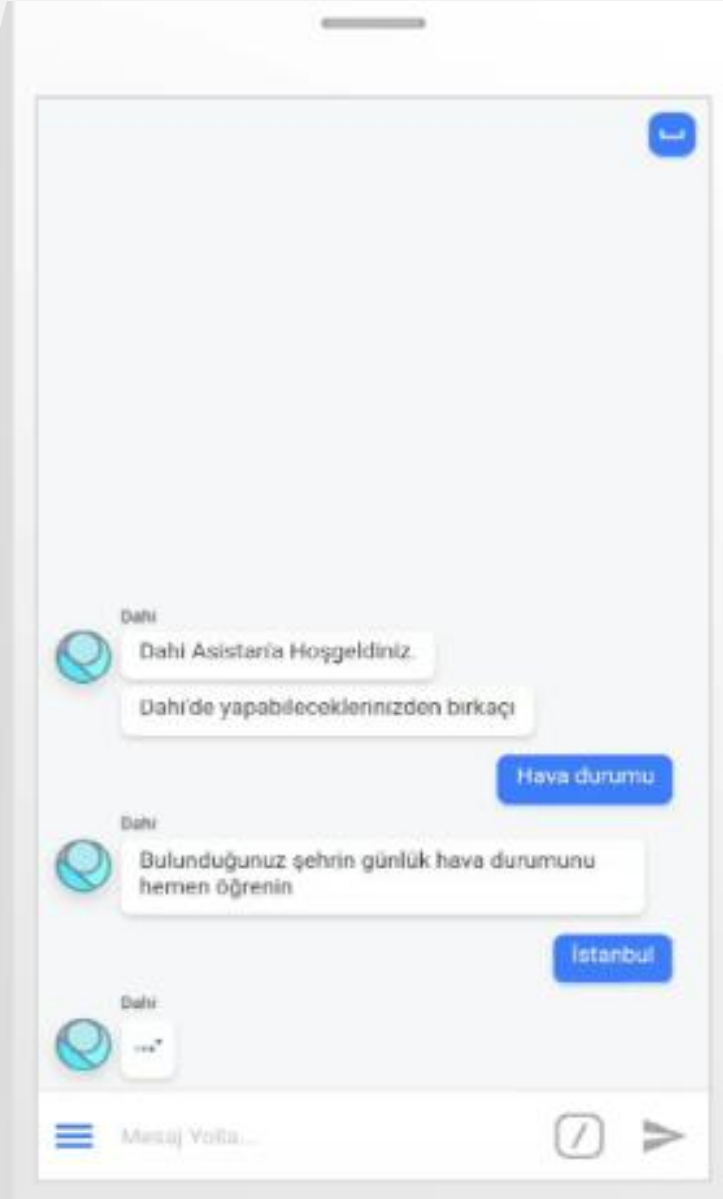 Dahi
Dahi Asistan'a Hoşgeldiniz.
Dahi'de yapabileceklerinizden birkaçı
Hava durumu
Dahi
Bulunduğunuz şehrin günlük hava durumunu
hemen öğrenin
İstanbul
Dahi
Mesaj Yolla...